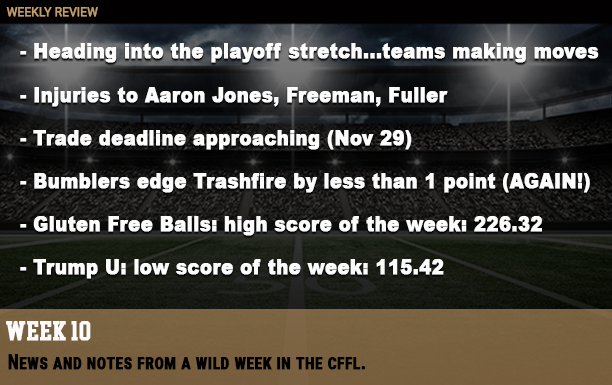 WEEKLY REVIEW
- Heading into the playoff stretch...teams making moves
- Injuries to Aaron Jones, Freeman, Fuller
- Trade deadline approaching (Nov 29)
- Bumblers edge Trashfire by less than 1 point (AGAIN!)
- Gluten Free Balls: high score of the week: 226.32
- Trump U: low score of the week: 115.42
WEEK 10
NEWS AND NOTES FROM A WILD WEEK IN THE CFFL.